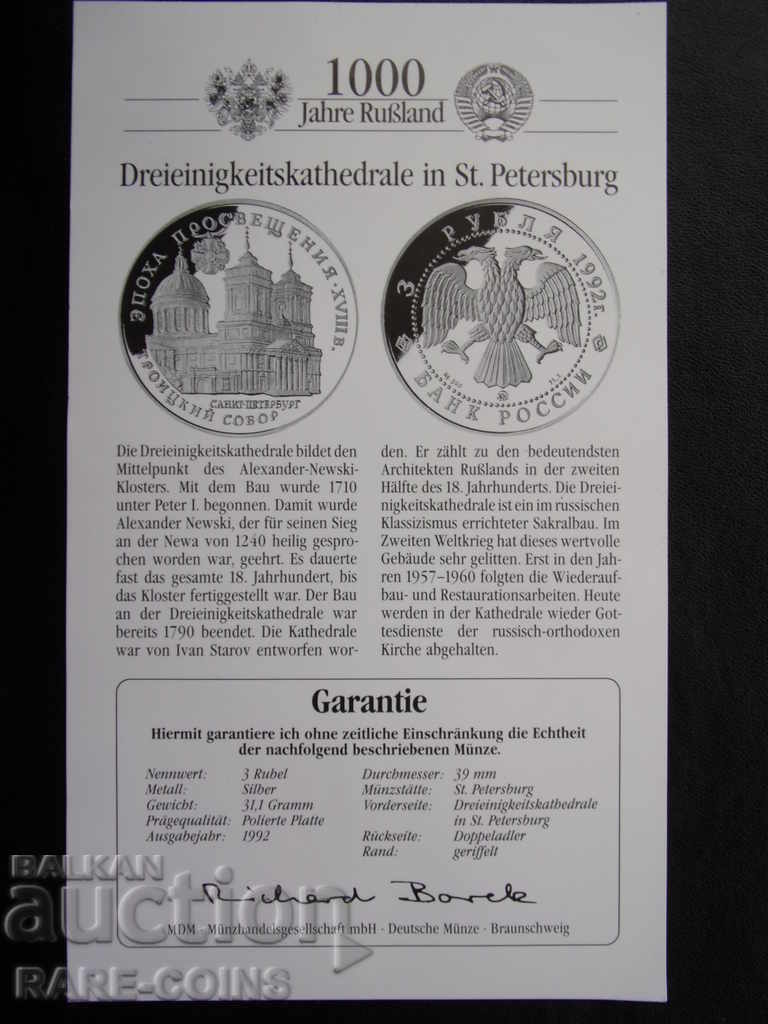 1000
Jahre Rußland
Dreieinigkeitskathedrale in St. Petersburg
ЭПОХА ПРОСВЕЩЕНИЯ · XVIII В.
САНКТ-ПЕТЕРБУРГ
ТРОИЦКИЙ СОБОР
3 РУБЛЯ 1992г.
БАНК РОССИИ
Die Dreieinigkeitskathedrale bildet den
Mittelpunkt des Alexander-Newski-
Klosters. Mit dem Bau wurde 1710
unter Peter I. begonnen. Damit wurde
Alexander Newski, der für seinen Sieg
an der Newa von 1240 heilig gespro-
chen worden war, geehrt. Es dauerte
fast das gesamte 18. Jahrhundert, bis
das Kloster fertiggestellt war. Der Bau
an der Dreieinigkeitskathedrale war
bereits 1790 beendet. Die Kathedrale
war von Ivan Starov entworfen wor-
den. Er zählt zu den bedeutendsten
Architekten Rußlands in der zweiten
Hälfte des 18. Jahrhunderts. Die Dreiei-
nigkeitskathedrale ist ein im russischen
Klassizismus errichteter Sakralbau. Im
Zweiten Weltkrieg hat dieses wertvolle
Gebäude sehr gelitten. Erst in den Jah-
ren 1957–1960 folgten die Wiederauf-
bau- und Restaurationsarbeiten. Heute
werden in der Kathedrale wieder Got-
tesdienste der russisch-orthodoxen
Kirche abgehalten.
Garantie
Hiermit garantiere ich ohne zeitliche Einschränkung die Echtheit
der nachfolgend beschriebenen Münze.
Nennwert: 3 Rubel
Metall: Silber
Gewicht: 31,1 Gramm
Prägequalität: Polierte Platte
Ausgabejahr: 1992
Durchmesser: 39 mm
Münzstätte: St. Petersburg
Vorderseite: Dreieinigkeitskathedrale
in St. Petersburg
Rückseite: Doppeladler
Rand: geriffelt
Richard Borek
MDM · Münzhandelsgesellschaft mbH · Deutsche Münze · Braunschweig
BALKAN
auction
RARE-COINS